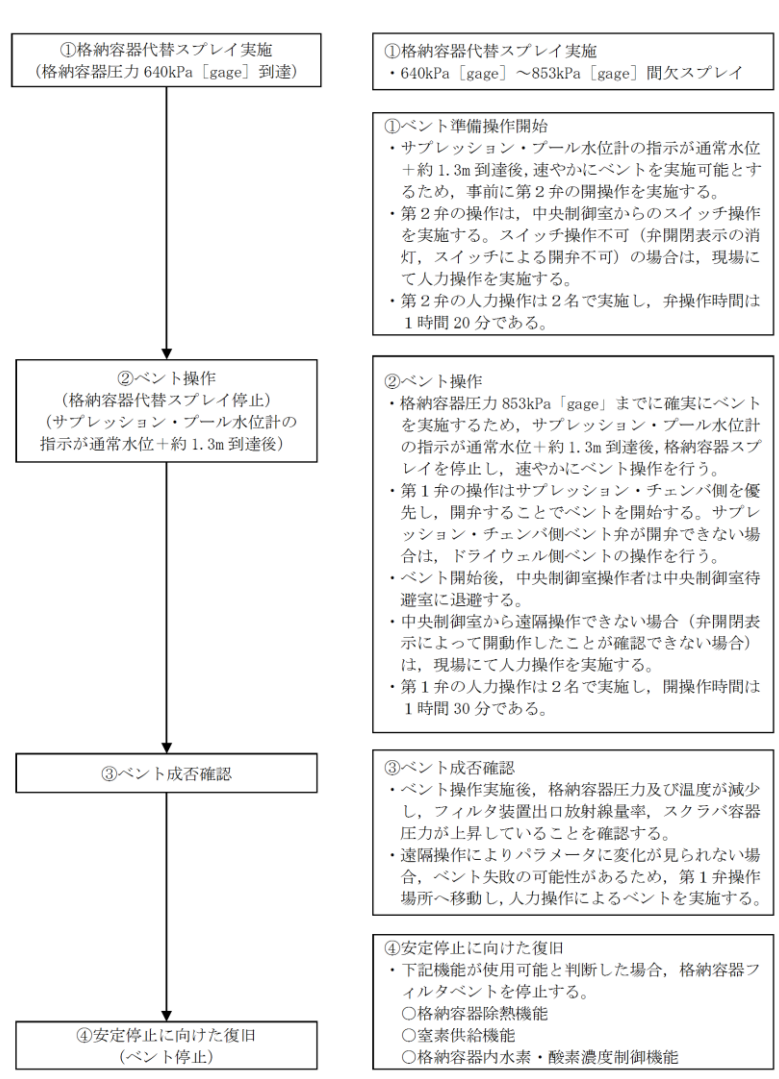 ①格納容器代替スプレイ実施
(格納容器圧力 640kPa［gage］到達)
①格納容器代替スプレイ実施
・640kPa［gage］～853kPa［gage］間欠スプレイ
①ベント準備操作開始
・サプレッション・プール水位計の指示が通常水位
＋約 1.3m 到達後,速やかにベントを実施可能とす
るため，事前に第２弁の開操作を実施する。
・第２弁の操作は，中央制御室からのスイッチ操作
を実施する。スイッチ操作不可（弁開閉表示の消
灯，スイッチによる開弁不可）の場合は，現場に
て人力操作を実施する。
・第２弁の人力操作は２名で実施し，弁操作時間は
１時間 20 分である。
②ベント操作
(格納容器代替スプレイ停止)
(サプレッション・プール水位計の
指示が通常水位＋約 1.3m 到達後)
②ベント操作
・格納容器圧力 853kPa「gage」までに確実にベント
を実施するため，サプレッション・プール水位計
の指示が通常水位＋約 1.3m 到達後,格納容器スプ
レイを停止し，速やかにベント操作を行う。
・第１弁の操作はサプレッション・チェンバ側を優
先し，開弁することでベントを開始する。サプレ
ッション・チェンバ側ベント弁が開弁できない場
合は，ドライウェル側ベントの操作を行う。
・ベント開始後，中央制御室操作者は中央制御室待
避室に退避する。
・中央制御室から遠隔操作できない場合（弁開閉表
示によって開動作したことが確認できない場合）
は，現場にて人力操作を実施する。
・第１弁の人力操作は２名で実施し，開操作時間は
１時間 30 分である。
③ベント成否確認
③ベント成否確認
・ベント操作実施後，格納容器圧力及び温度が減少
し，フィルタ装置出口放射線量率，スクラバ容器
圧力が上昇していることを確認する。
・遠隔操作によりパラメータに変化が見られない場
合，ベント失敗の可能性があるため，第１弁操作
場所へ移動し,人力操作によるベントを実施する。
④安定停止に向けた復旧
(ベント停止)
④安定停止に向けた復旧
・下記機能が使用可能と判断した場合，格納容器フ
ィルタベントを停止する。
○格納容器除熱機能
○窒素供給機能
○格納容器内水素・酸素濃度制御機能